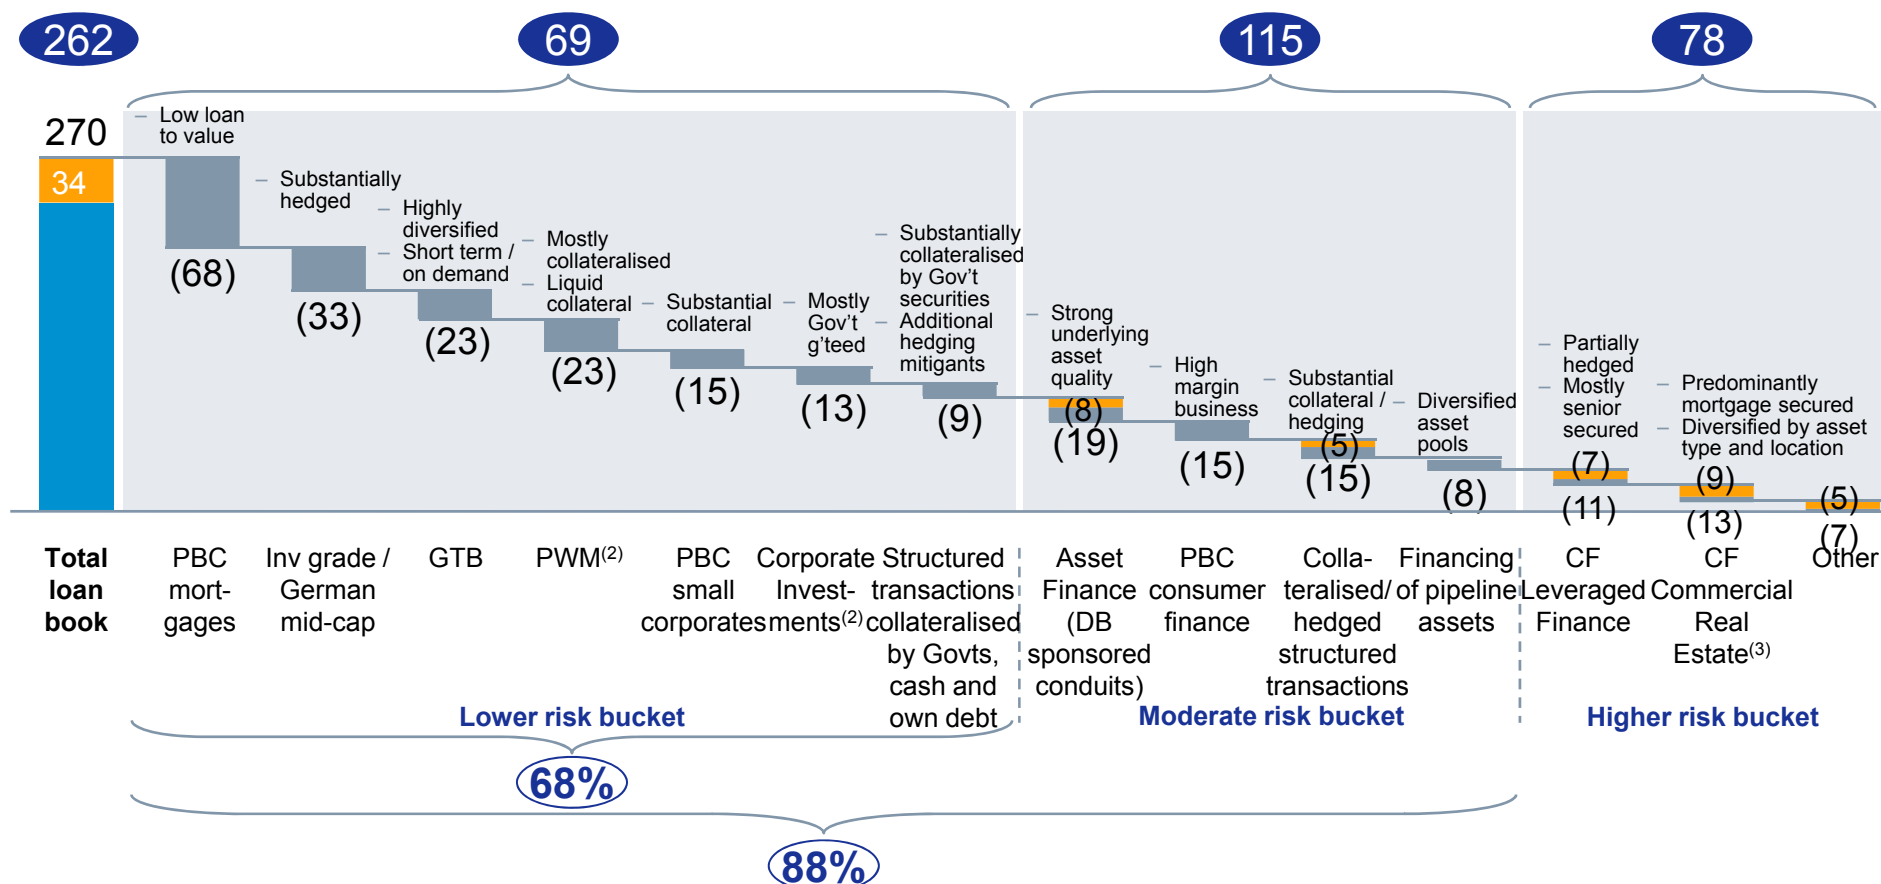 262
69
115
78
270
34
– Low loan
to value
(68)
– Substantially
hedged
(33)
– Highly
diversified
– Short term /
on demand
(23)
– Mostly
collateralised
– Liquid
collateral
(23)
– Substantial
collateral
(15)
– Mostly
Gov't
g'teed
(13)
– Substantially
collateralised
by Gov't
securities
– Additional
hedging
mitigants
(9)
– Strong
underlying
asset
quality
(8)
(19)
– High
margin
business
(15)
– Substantial
collateral /
hedging
(5)
(15)
– Diversified
asset
pools
(8)
– Partially
hedged
– Mostly
senior
secured
(7)
(11)
– Predominantly
mortgage secured
– Diversified by asset
type and location
(9)
(13)
(5)
(7)
Total
loan
book
PBC
mort-
gages
Inv grade /
German
mid-cap
GTB
PWM(2)
PBC
small
corporates
Corporate
Invest-
ments(2)
Structured
transactions
collateralised
by Govts,
cash and
own debt
Asset
Finance
(DB
sponsored
conduits)
PBC
consumer
finance
Colla-
teralised/
hedged
structured
transactions
Financing
of pipeline
assets
CF
Leveraged
Finance
CF
Commercial
Real
Estate(3)
Other
Lower risk bucket
Moderate risk bucket
Higher risk bucket
68%
88%